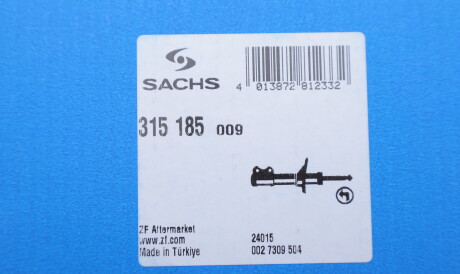 SACHS
4 013872 812332
315 185 009
ZF Aftermarket
www.zf.com
Made in Türkiye
24015
002 7309 504